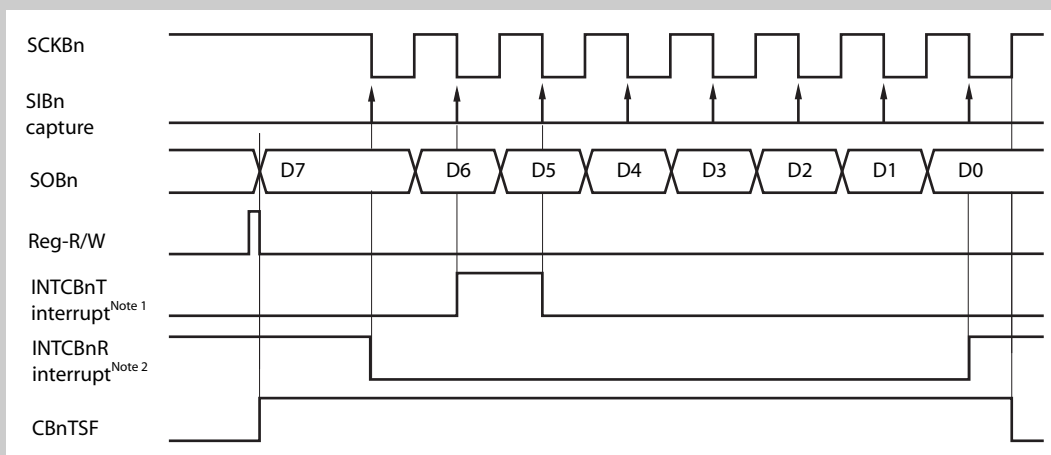 SCKBn
SIBn
capture
SOBn
D7
D6
D5
D4
D3
D2
D1
D0
Reg-R/W
INTCBnT
interruptNote 1
INTCBnR
interruptNote 2
CBnTSF